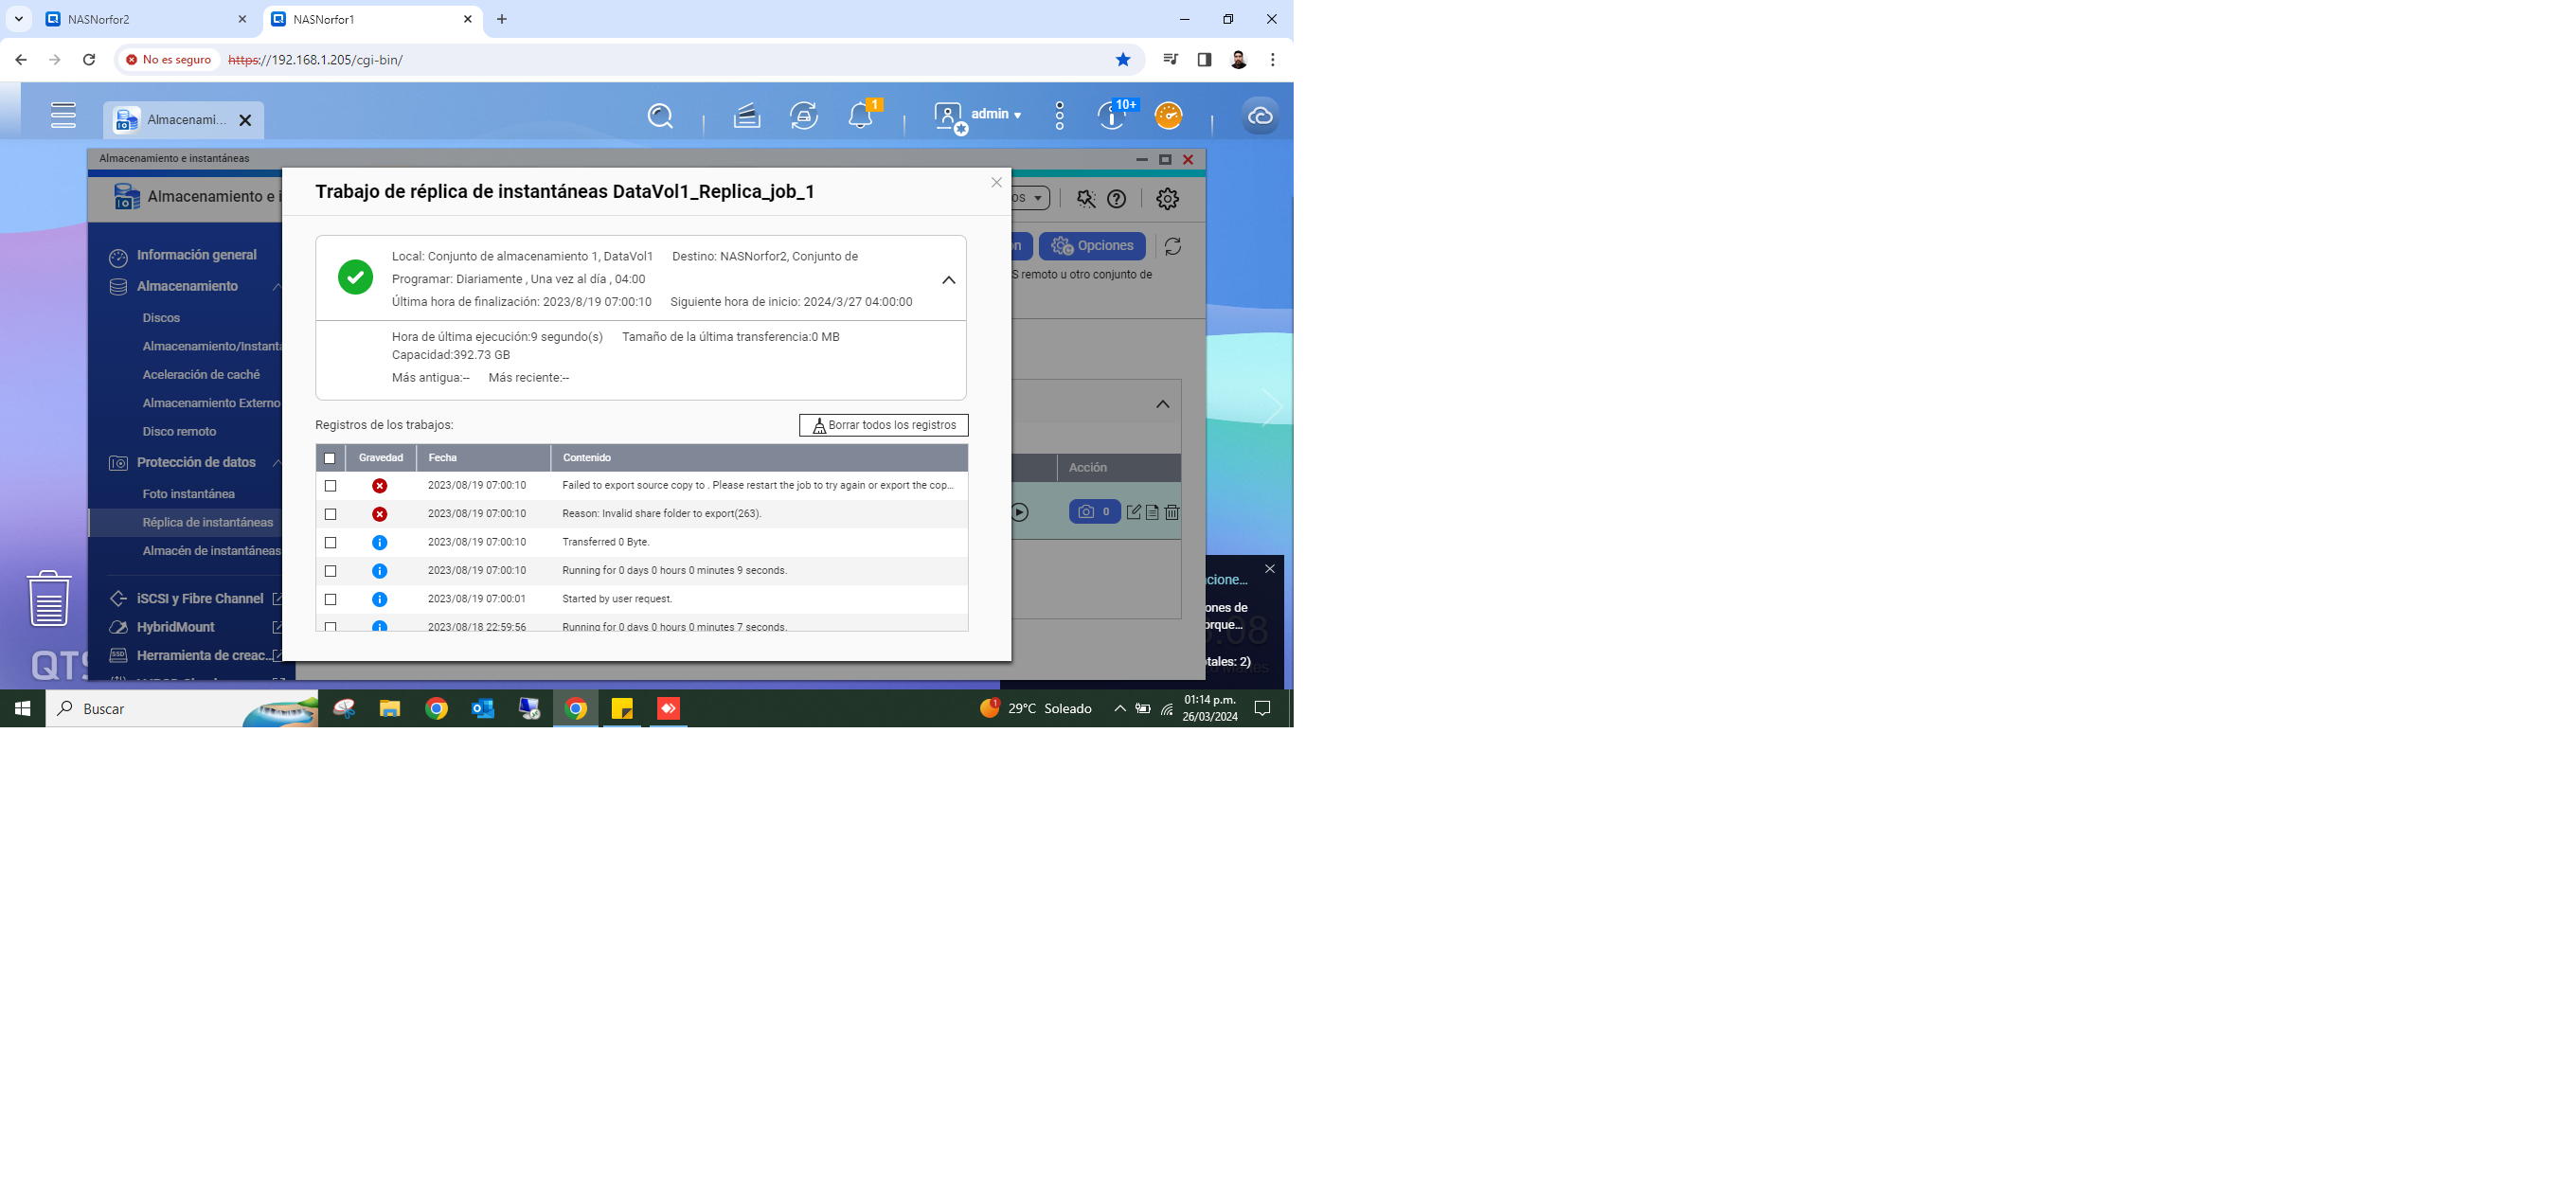 NASNorfor2
NASNorfor1
No es seguro https://192.168.1.205/cgi-bin/
Almacenami...
1
admin
10+
Almacenamiento e instantáneas
Almacenamiento e i
os
Información general
Almacenamiento
Discos
Almacenamiento/Instanta
Aceleración de caché
Almacenamiento Externo
Disco remoto
Protección de datos
Foto instantánea
Réplica de instantáneas
Almacén de instantáneas
iSCSI y Fibre Channel
HybridMount
Herramienta de creac...
QTS
Trabajo de réplica de instantáneas DataVol1_Replica_job_1
Local: Conjunto de almacenamiento 1, DataVol1 Destino: NASNorfor2, Conjunto de
Programar: Diariamente , Una vez al día , 04:00
Última hora de finalización: 2023/8/19 07:00:10 Siguiente hora de inicio: 2024/3/27 04:00:00
Hora de última ejecución:9 segundo(s) Tamaño de la última transferencia:0 MB
Capacidad:392.73 GB
Más antigua:-- Más reciente:--
Registros de los trabajos:
Borrar todos los registros
Gravedad Fecha Contenido
2023/08/19 07:00:10 Failed to export source copy to . Please restart the job to try again or export the cop...
2023/08/19 07:00:10 Reason: Invalid share folder to export(263).
2023/08/19 07:00:10 Transferred 0 Byte.
2023/08/19 07:00:10 Running for 0 days 0 hours 0 minutes 9 seconds.
2023/08/19 07:00:01 Started by user request.
2023/08/18 22:59:56 Running for 0 days 0 hours 0 minutes 7 seconds.
n
Opciones
S remoto u otro conjunto de
Acción
0
cione...
ones de
orque...
tales: 2)
Buscar
29°C Soleado
01:14 p.m.
26/03/2024